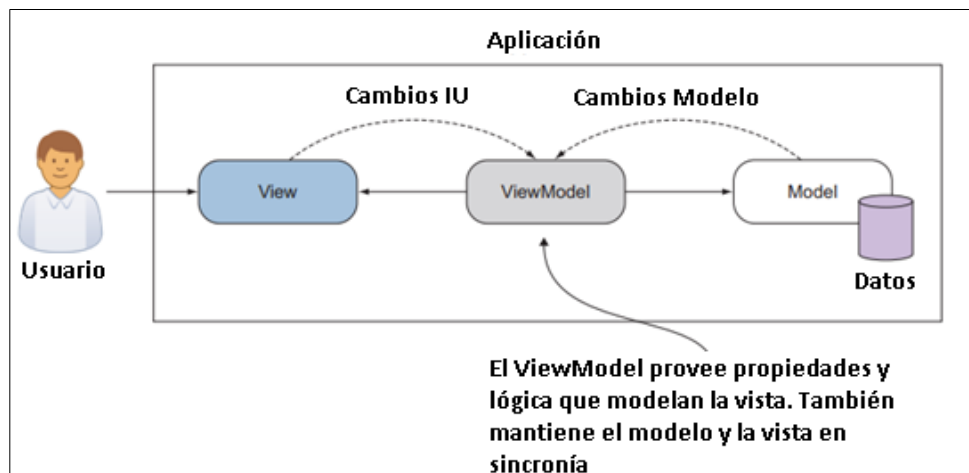 Aplicación
Cambios IU
Cambios Modelo
View
ViewModel
Model
Usuario
Datos
El ViewModel provee propiedades y
lógica que modelan la vista. También
mantiene el modelo y la vista en
sincronía